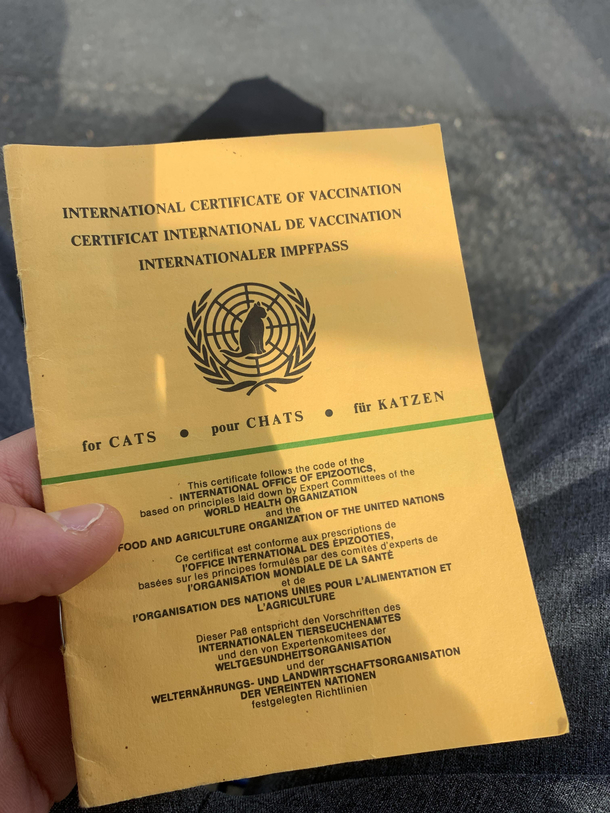 INTERNATIONAL CERTIFICATE OF VACCINATION
CERTIFICAT INTERNATIONAL DE VACCINATION
INTERNATIONALER IMPFPASS
for CATS • pour CHATS • für KATZEN
This certificate follows the code of the
INTERNATIONAL OFFICE OF EPIZOOTICS,
based on principles laid down by Expert Committees of the
WORLD HEALTH ORGANIZATION
and the
FOOD AND AGRICULTURE ORGANIZATION OF THE UNITED NATIONS
Ce certificat est conforme aux prescriptions de
l'OFFICE INTERNATIONAL DES ÉPIZOOTIES,
basées sur les principes formulés par des comités d'experts de
l'ORGANISATION MONDIALE DE LA SANTÉ
et de
l'ORGANISATION DES NATIONS UNIES POUR L'ALIMENTATION ET
L'AGRICULTURE
Dieser Paß entspricht den Vorschriften des
INTERNATIONALEN TIERSEUCHENAMTES
und den von Expertenkomitees der
WELTGESUNDHEITSORGANISATION
und der
WELTERNÄHRUNGS- UND LANDWIRTSCHAFTSORGANISATION
DER VEREINTEN NATIONEN
festgelegten Richtlinien